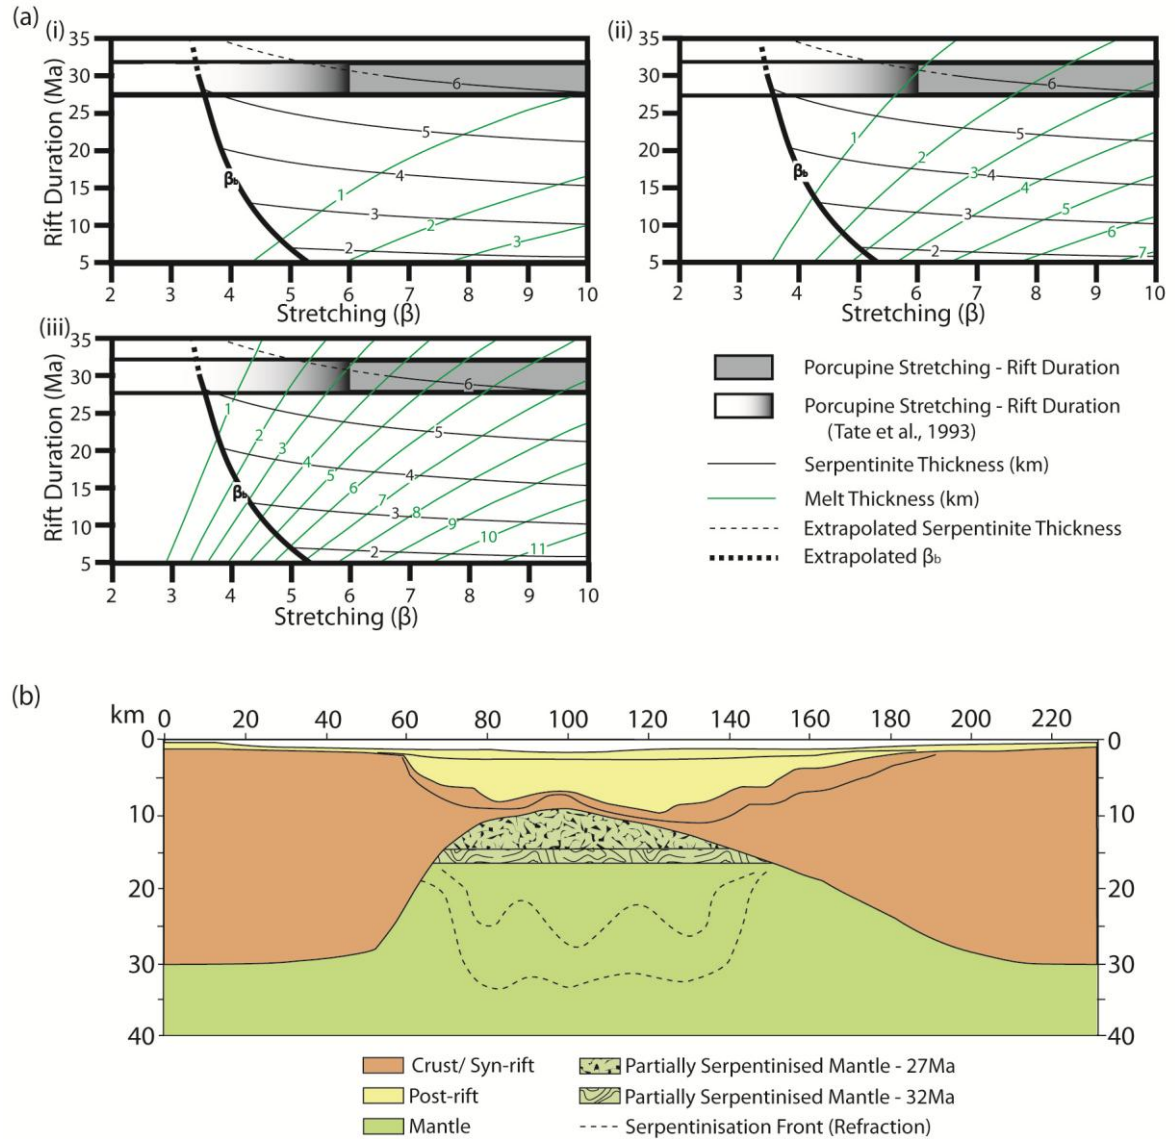 (a)
(i)
35
30
25
20
15
10
5
Rift Duration (Ma)
6
5
4
3
2
βb
1
2
3
2 3 4 5 6 7 8 9 10
Stretching (β)
(ii)
35
30
25
20
15
10
5
6
5
4
3
2
βb
1
2
3
4
5
6
7
2 3 4 5 6 7 8 9 10
Stretching (β)
(iii)
35
30
25
20
15
10
5
Rift Duration (Ma)
6
5
4
3
2
βb
1
2
3
4
5
6
7
8
9
10
11
2 3 4 5 6 7 8 9 10
Stretching (β)
Porcupine Stretching - Rift Duration
Porcupine Stretching - Rift Duration
(Tate et al., 1993)
Serpentinite Thickness (km)
Melt Thickness (km)
Extrapolated Serpentinite Thickness
Extrapolated βb
(b)
km 0 20 40 60 80 100 120 140 160 180 200 220
0 0
10 10
20 20
30 30
40 40
Crust/ Syn-rift
Post-rift
Mantle
Partially Serpentinised Mantle - 27Ma
Partially Serpentinised Mantle - 32Ma
Serpentinisation Front (Refraction)